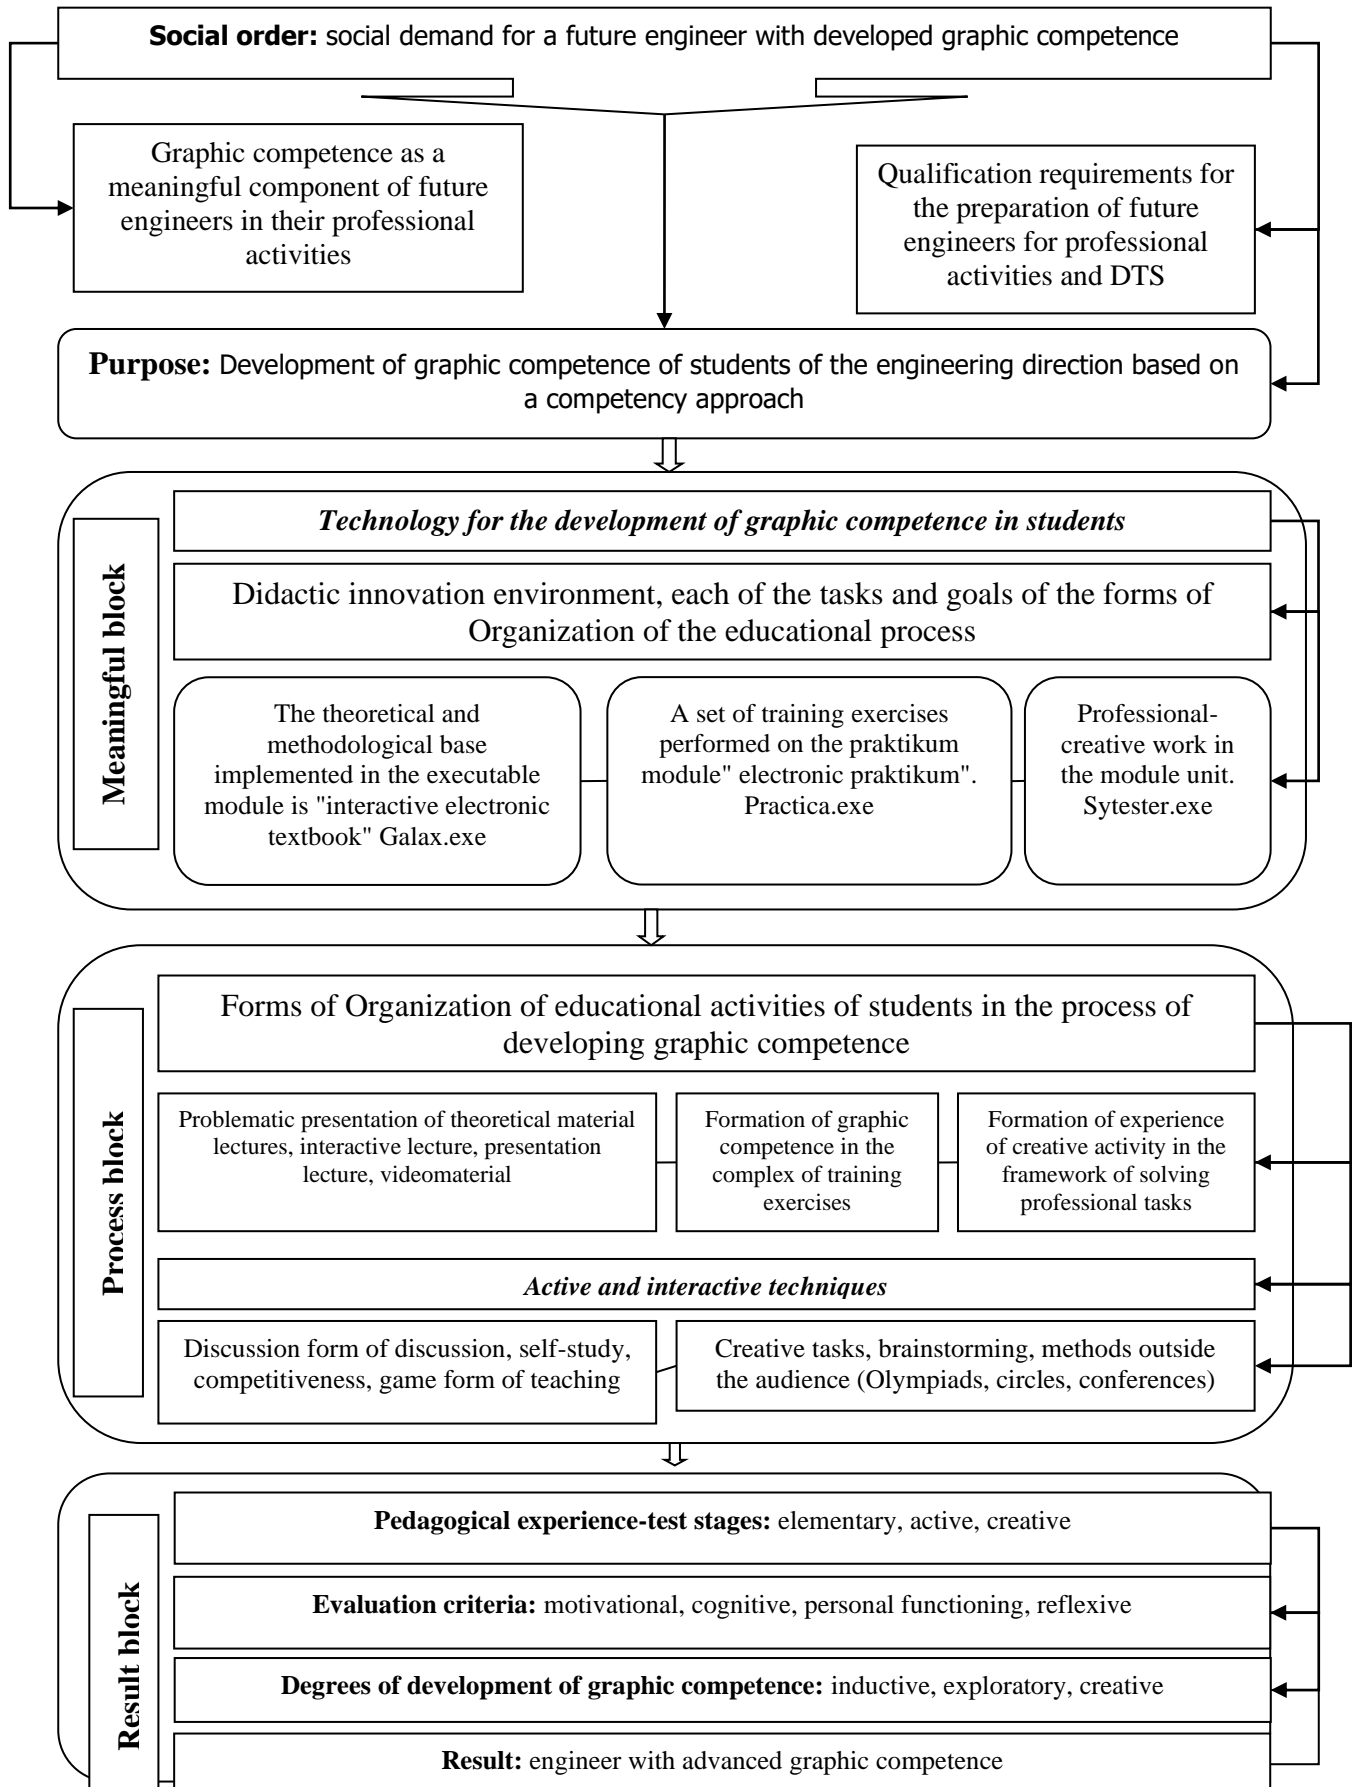 Social order: social demand for a future engineer with developed graphic competence
Graphic competence as a
meaningful component of future
engineers in their professional
activities
Qualification requirements for
the preparation of future
engineers for professional
activities and DTS
Purpose: Development of graphic competence of students of the engineering direction based on
a competency approach
Meaningful block
Technology for the development of graphic competence in students
Didactic innovation environment, each of the tasks and goals of the forms of
Organization of the educational process
The theoretical and
methodological base
implemented in the executable
module is "interactive electronic
textbook" Galax.exe
A set of training exercises
performed on the praktikum
module" electronic praktikum".
Practica.exe
Professional-
creative work in
the module unit.
Sytester.exe
Process block
Forms of Organization of educational activities of students in the process of
developing graphic competence
Problematic presentation of theoretical material
lectures, interactive lecture, presentation
lecture, videomaterial
Formation of graphic
competence in the
complex of training
exercises
Formation of experience
of creative activity in the
framework of solving
professional tasks
Active and interactive techniques
Discussion form of discussion, self-study,
competitiveness, game form of teaching
Creative tasks, brainstorming, methods outside
the audience (Olympiads, circles, conferences)
Result block
Pedagogical experience-test stages: elementary, active, creative
Evaluation criteria: motivational, cognitive, personal functioning, reflexive
Degrees of development of graphic competence: inductive, exploratory, creative
Result: engineer with advanced graphic competence